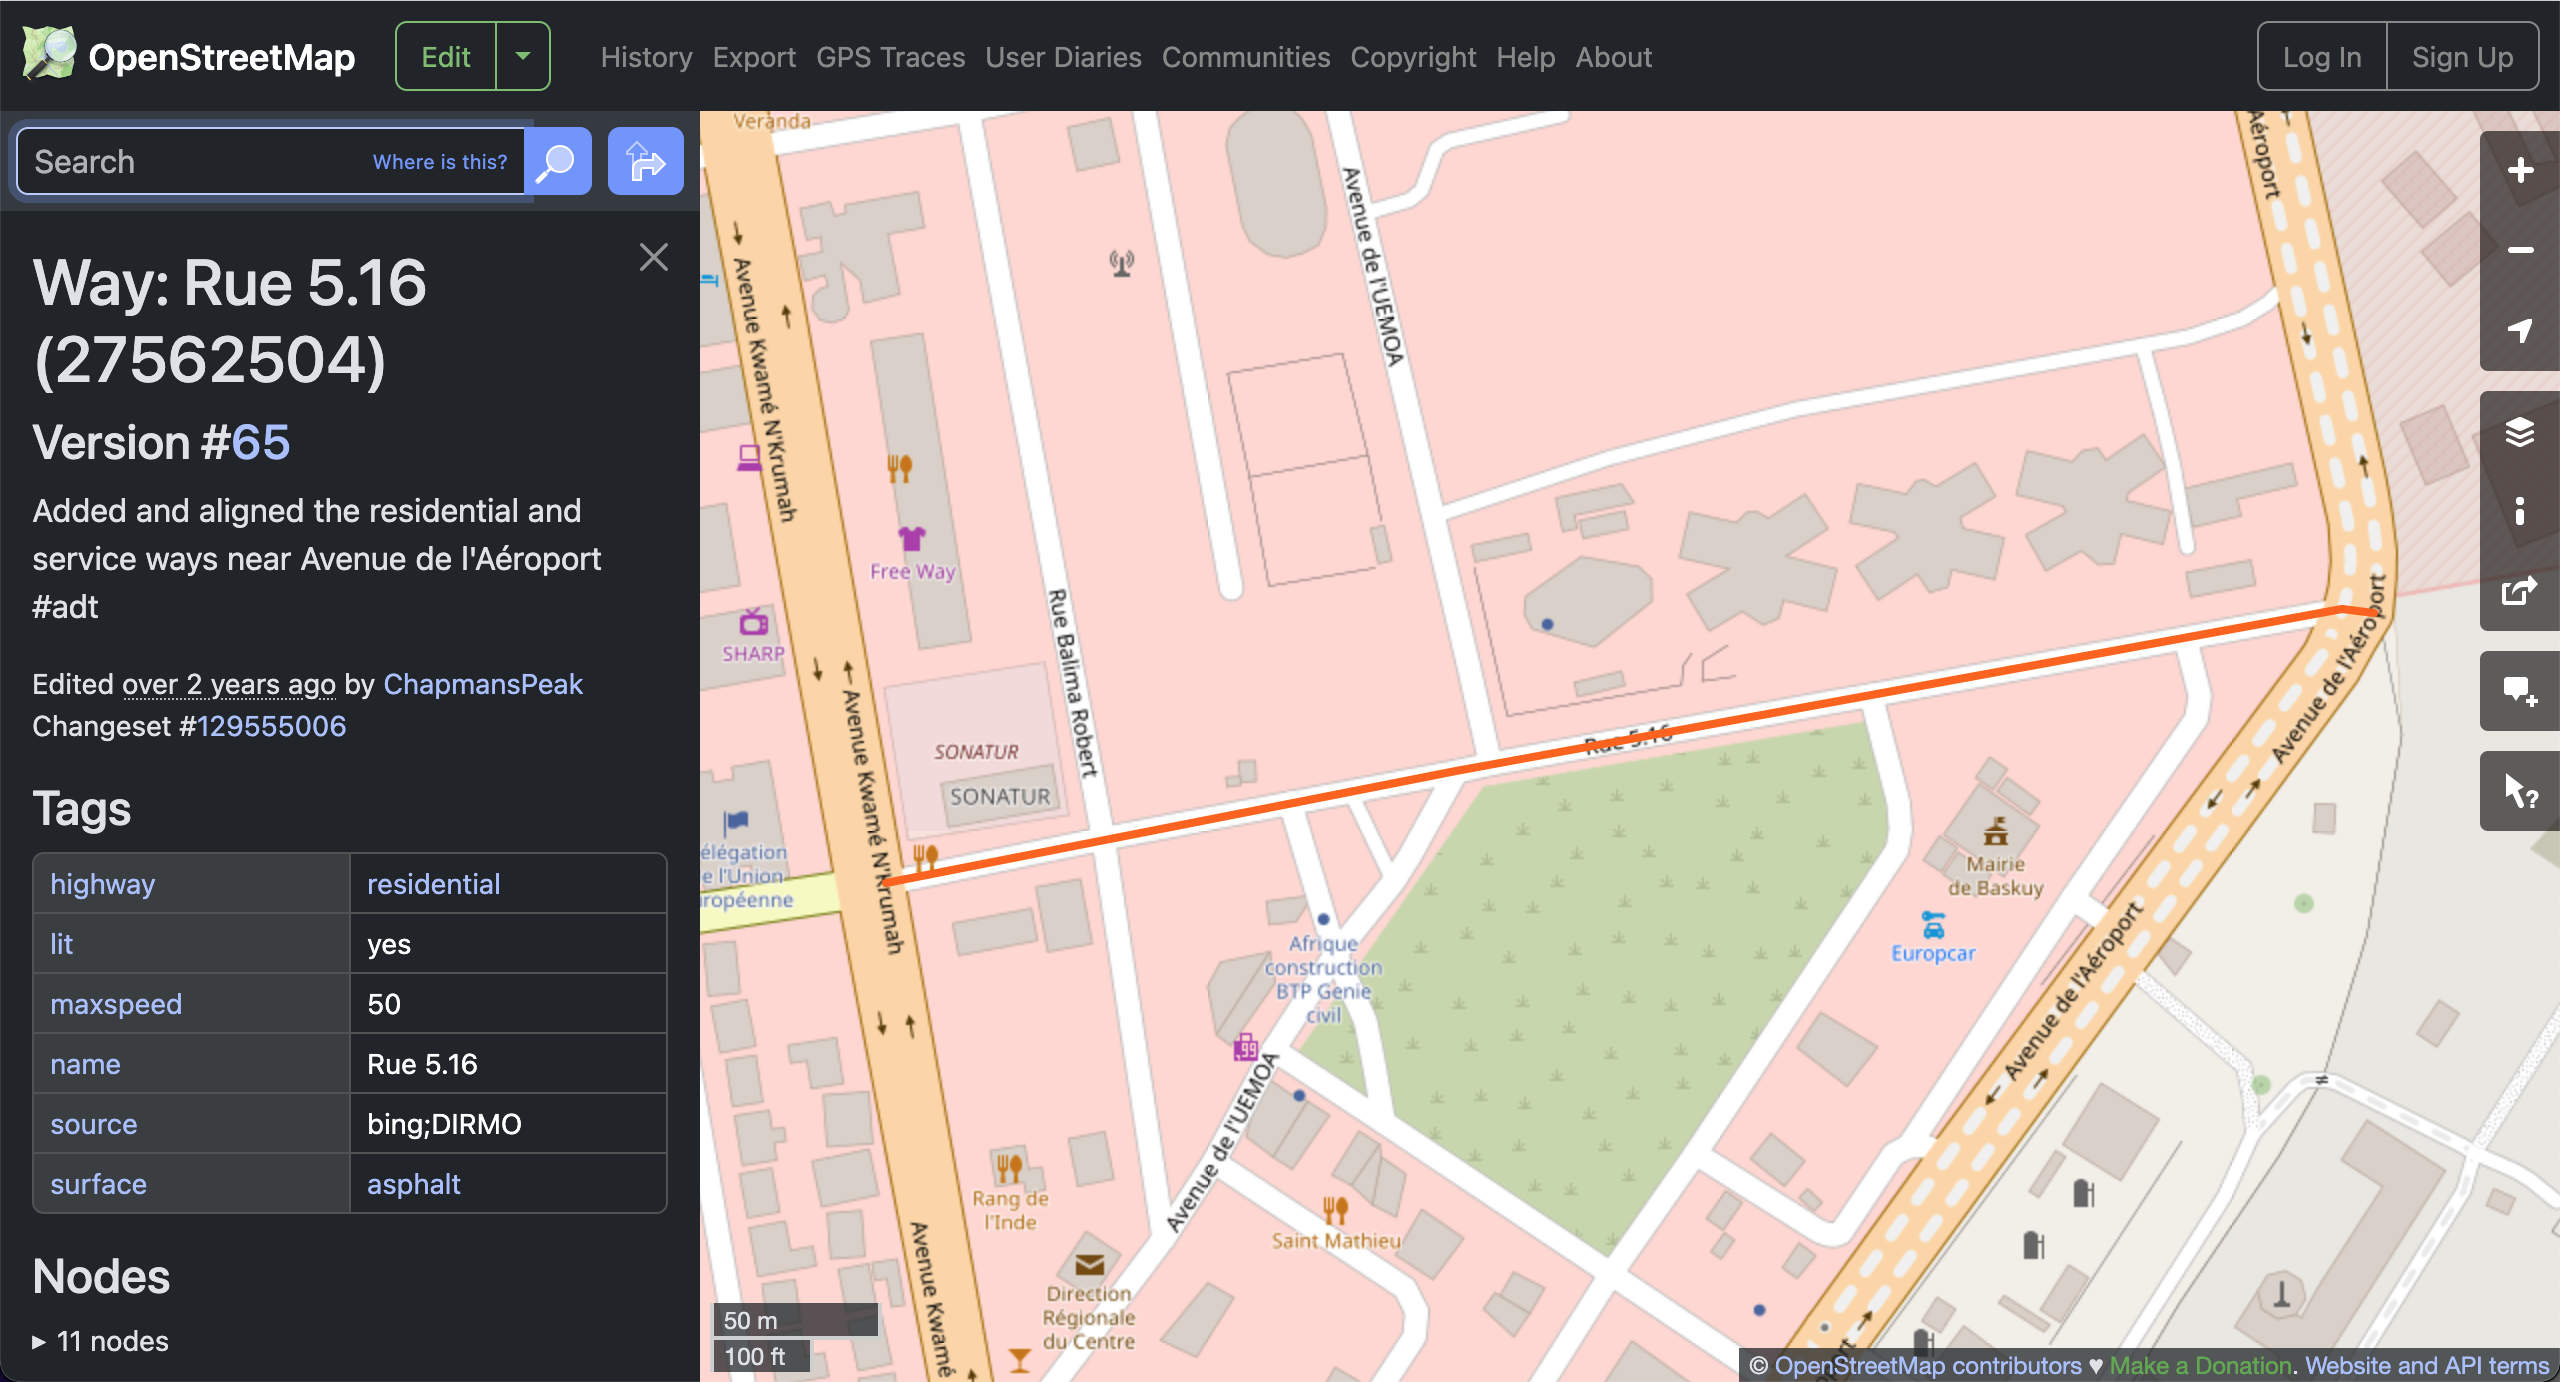 OpenStreetMap
Edit
History Export GPS Traces User Diaries Communities Copyright Help About
Log In
Sign Up
Search
Where is this?
Way: Rue 5.16
(27562504)
Version #65
Added and aligned the residential and
service ways near Avenue de l'Aéroport
#adt
Edited over 2 years ago by ChapmansPeak
Changeset #129555006
Tags
highway residential
lit yes
maxspeed 50
name Rue 5.16
source bing;DIRMO
surface asphalt
Nodes
11 nodes
Veranda
Avenue Kwamé N'Krumah
Avenue de l'UEMOA
Aéroport
Free Way
SHARP
Rue Balima Robert
Avenue Kwamé N'Krumah
SONATUR
SONATUR
Rue 5.16
Avenue de l'Aéroport
élégation
e l'Union
ropéenne
Mairie
de Baskuy
Europcar
Afrique
construction
BTP Genie
civil
Avenue de l'Aéroport
Avenue de l'UEMOA
Rang de
l'Inde
Saint Mathieu
Direction
Régionale
du Centre
Avenue Kwamé
port
50 m
100 ft
© OpenStreetMap contributors ♥ Make a Donation. Website and API terms